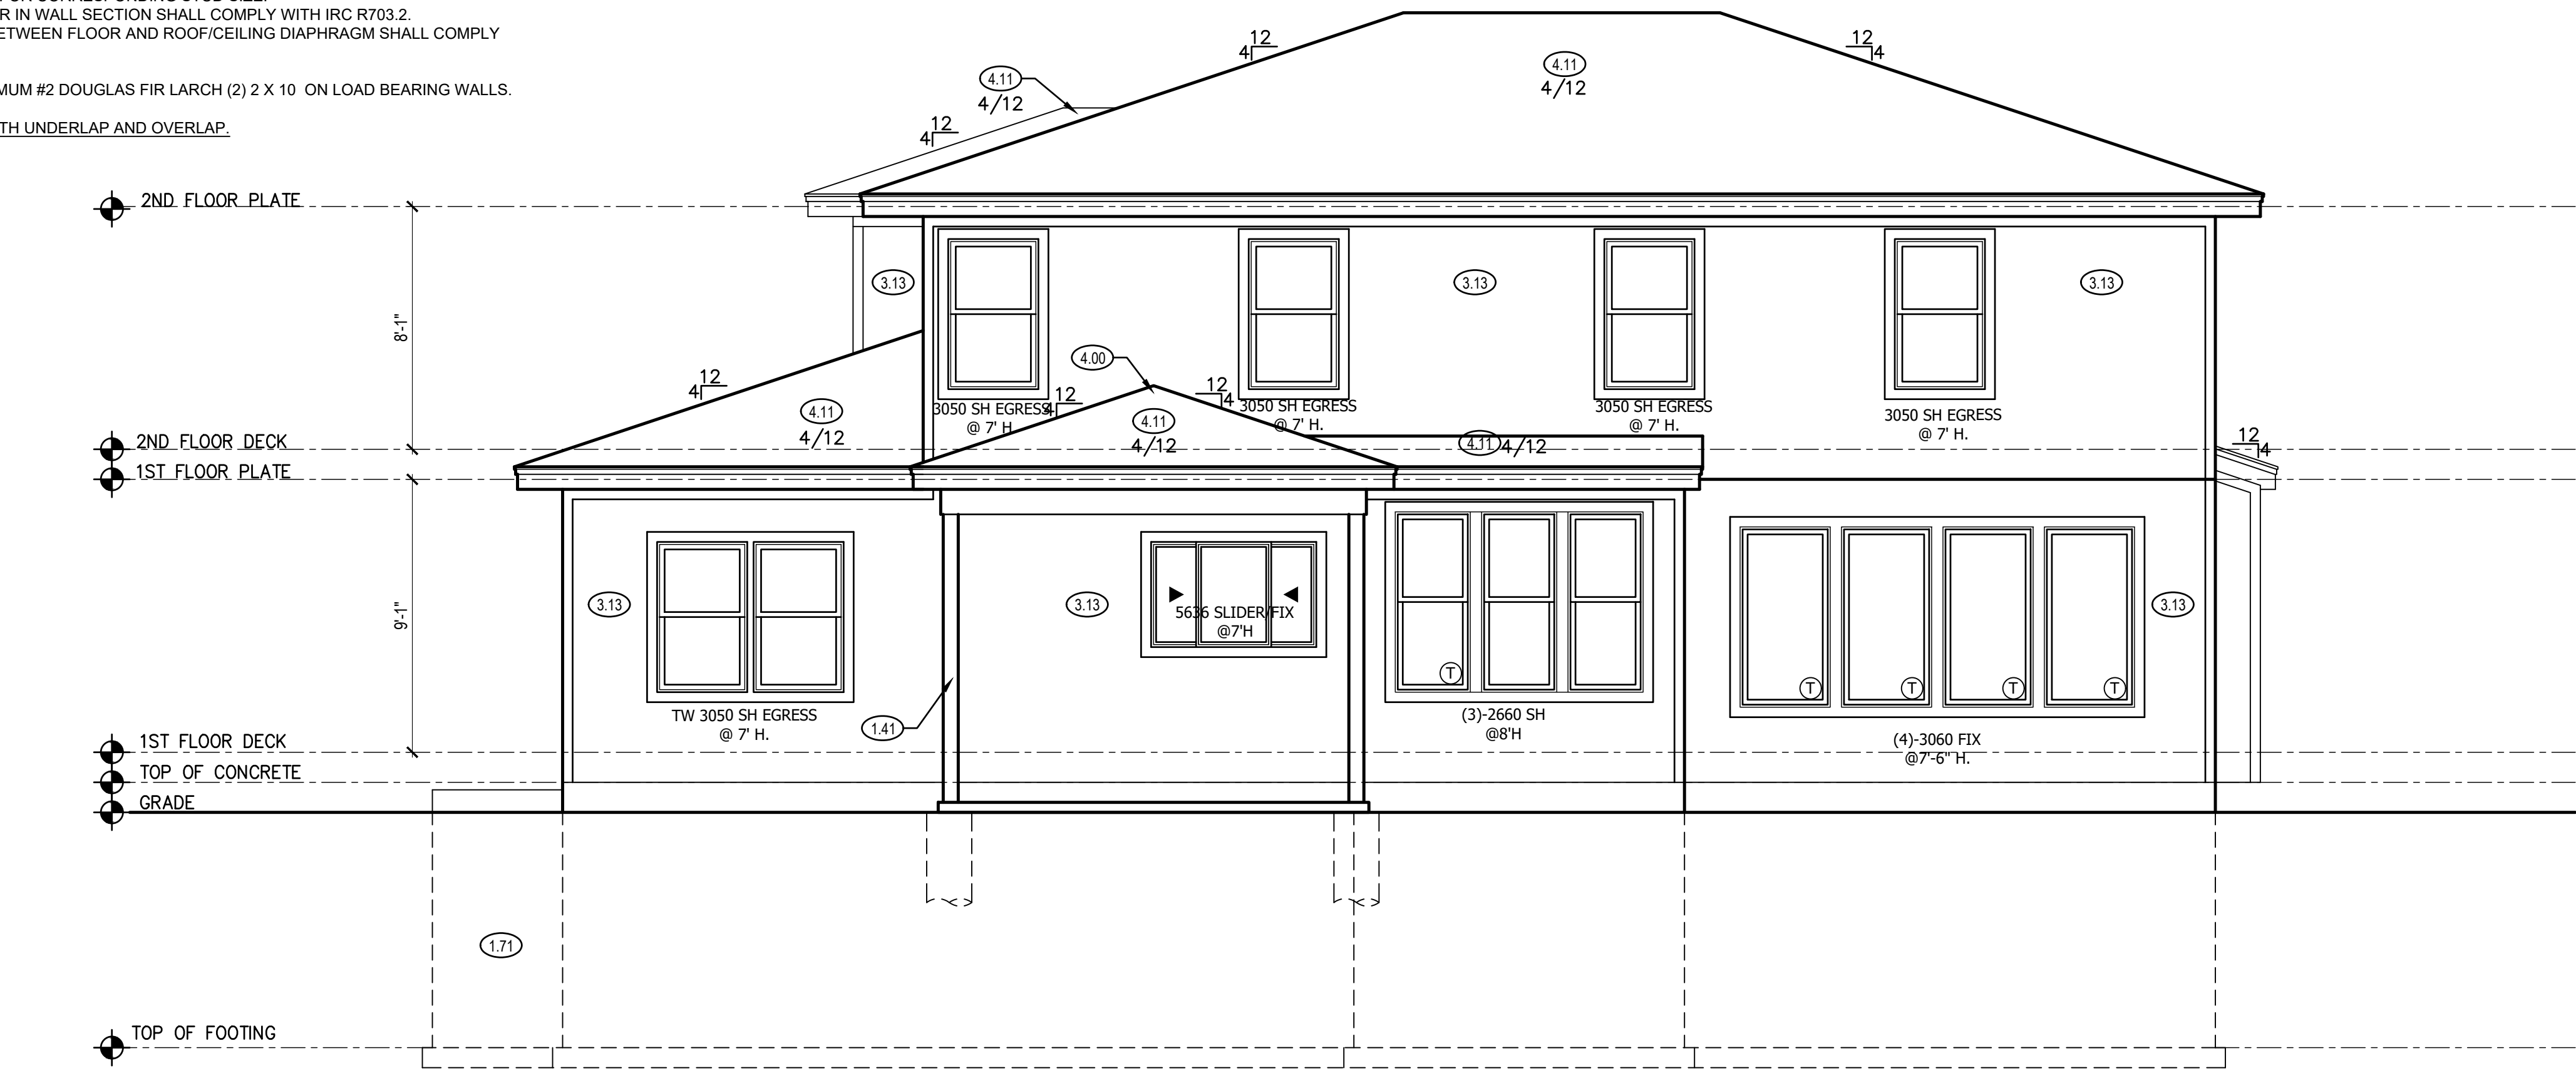 R IN WALL SECTION SHALL COMPLY WITH IRC R703.2.
ETWEEN FLOOR AND ROOF/CEILING DIAPHRAGM SHALL COMPLY
MUM #2 DOUGLAS FIR LARCH (2) 2 X 10 ON LOAD BEARING WALLS.
TH UNDERLAP AND OVERLAP.
12
4
12
4
4.11
4/12
4.11
4/12
12
4
2ND FLOOR PLATE
3.13
3.13
3.13
8'-1"
4.00
12
4
12
4
12
4
3050 SH EGRESS
@ 7' H.
3050 SH EGRESS
@ 7' H.
3050 SH EGRESS
@ 7' H.
3050 SH EGRESS
@ 7' H.
4.11
4/12
4.11
4/12
4.11 4/12
12
4
2ND FLOOR DECK
1ST FLOOR PLATE
9'-1"
3.13
3.13
3.13
5636 SLIDER/FIX
@7'H
T
T
T
T
T
TW 3050 SH EGRESS
@ 7' H.
1.41
(3)-2660 SH
@8'H
(4)-3060 FIX
@7'-6" H.
1ST FLOOR DECK
TOP OF CONCRETE
GRADE
1.71
TOP OF FOOTING